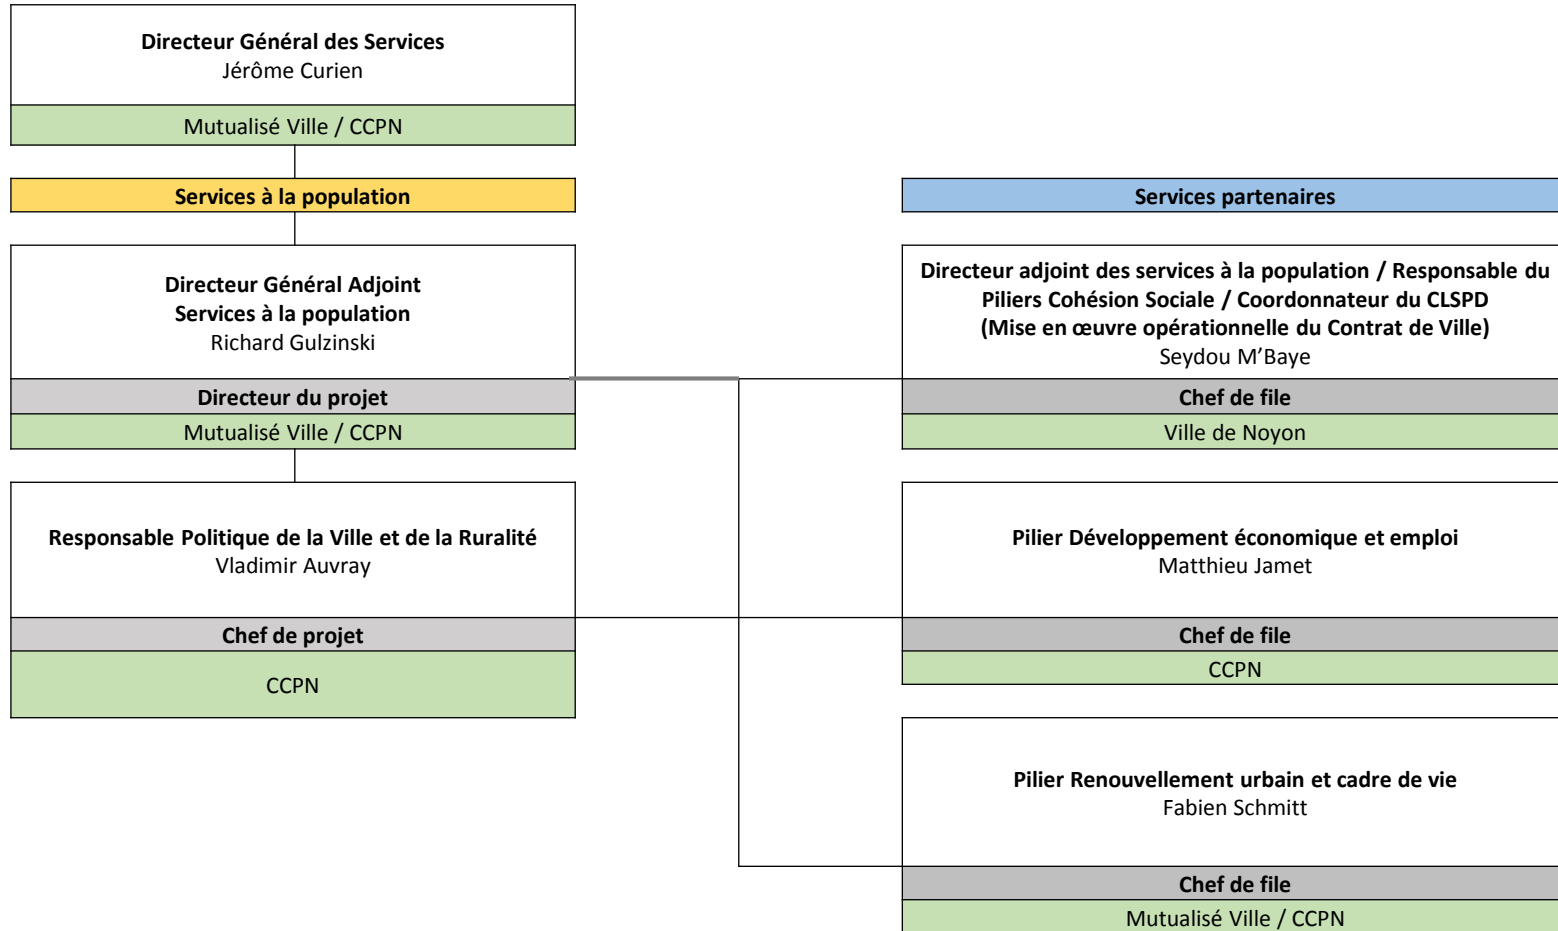 Directeur Général des Services
Jérôme Curien
Mutualisé Ville / CCPN
Services à la population
Directeur Général Adjoint
Services à la population
Richard Gulzinski
Directeur du projet
Mutualisé Ville / CCPN
Responsable Politique de la Ville et de la Ruralité
Vladimir Auvray
Chef de projet
CCPN
Services partenaires
Directeur adjoint des services à la population / Responsable du
Piliers Cohésion Sociale / Coordonnateur du CLSPD
(Mise en œuvre opérationnelle du Contrat de Ville)
Seydou M’Baye
Chef de file
Ville de Noyon
Pilier Développement économique et emploi
Matthieu Jamet
Chef de file
CCPN
Pilier Renouvellement urbain et cadre de vie
Fabien Schmitt
Chef de file
Mutualisé Ville / CCPN